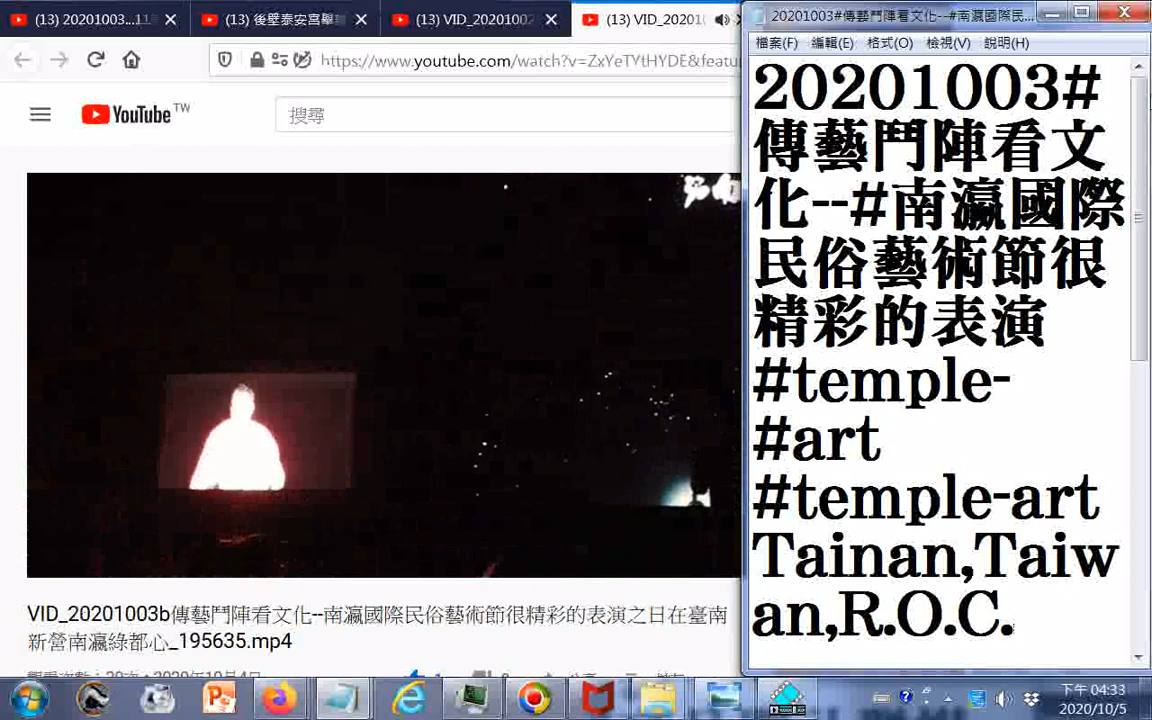 (13) 20201003...11
(13) 後壁泰安宮舉
(13) VID_2020100
(13) VID_20201
20201003#傳藝鬥陣看文化--#南瀛國際民...
https://www.youtube.com/watch?v=ZxYeTYtHYDE&featu
檔案(F) 編輯(E) 格式(O) 檢視(V) 說明(H)
YouTube TW
搜尋
VID_20201003b傳藝鬥陣看文化--南瀛國際民俗藝術節很精彩的表演之日在臺南
新營南瀛綠都心_195635.mp4
20201003#
傳藝鬥陣看文
化--#南瀛國際
民俗藝術節很
精彩的表演
#temple-
#art
#temple-art
Tainan,Taiw
an,R.O.C.
下午 04:33
2020/10/5